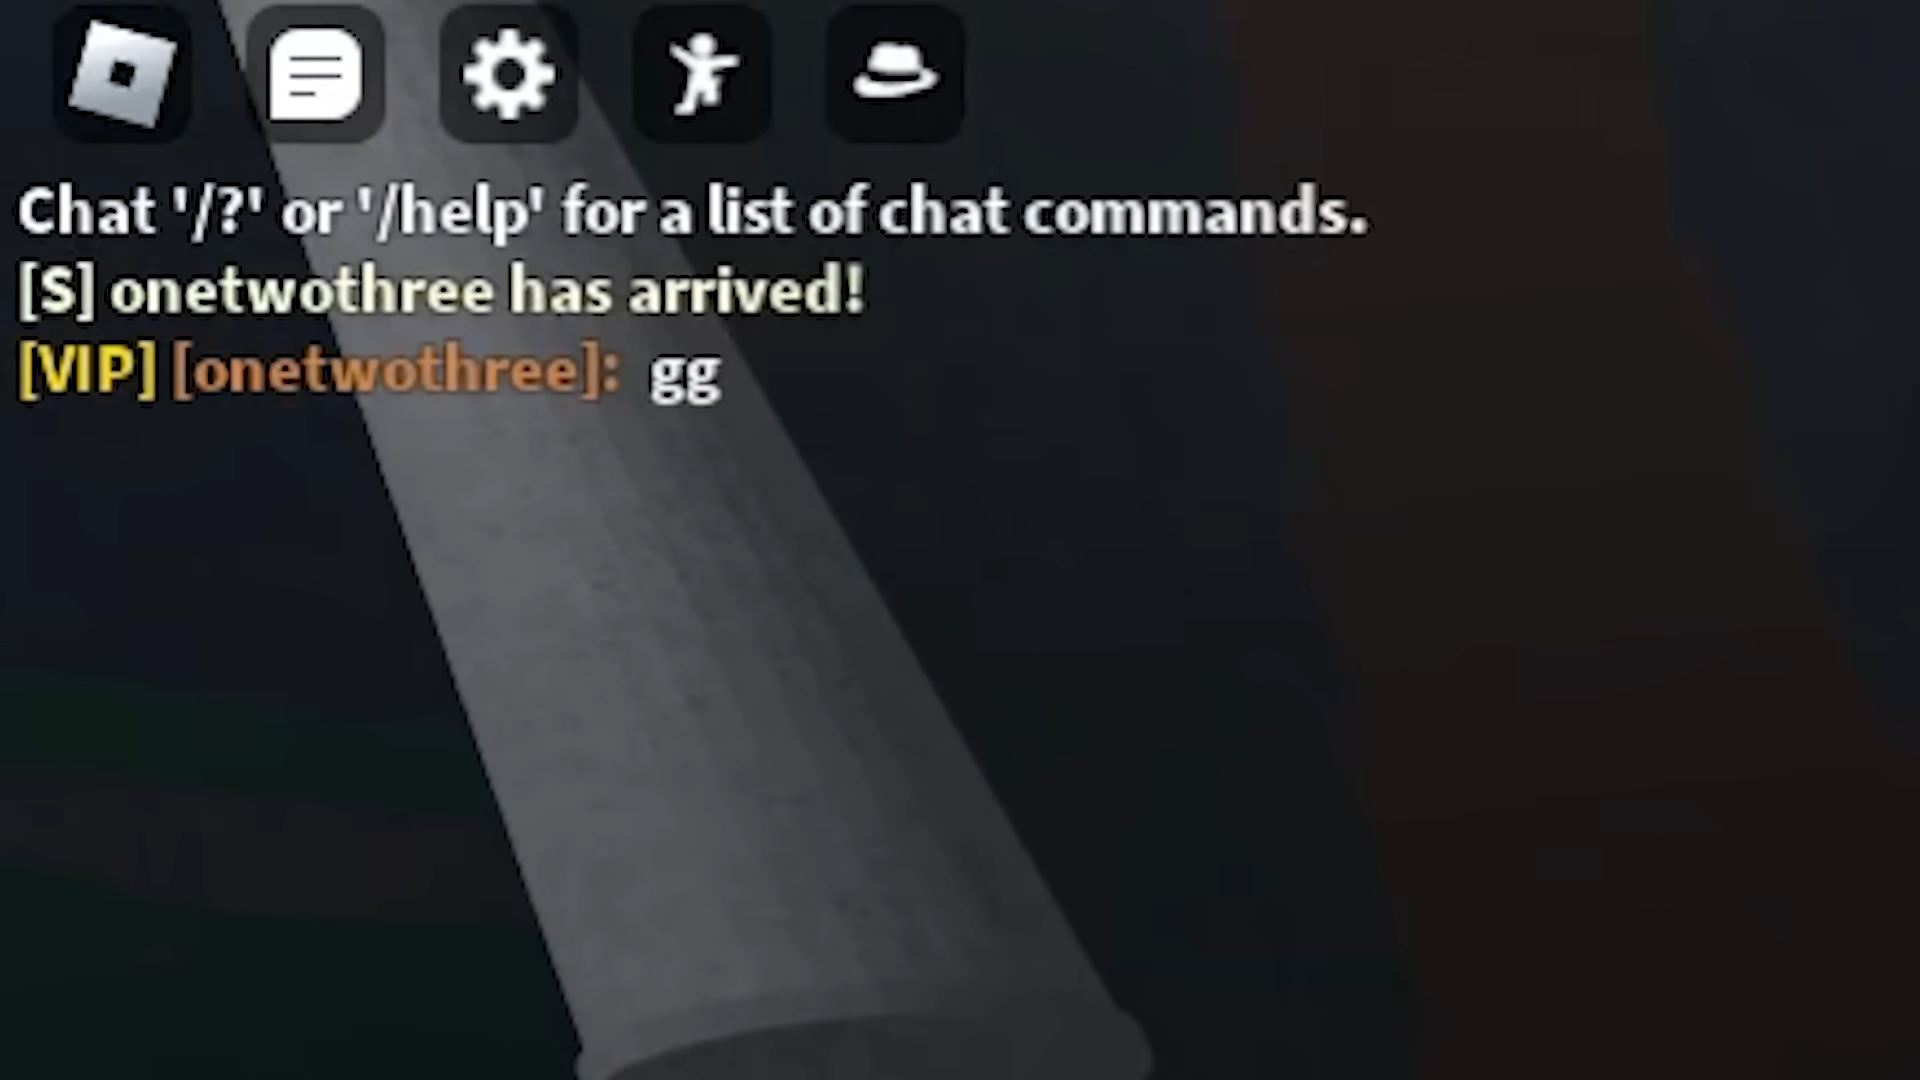 Chat '/?' or '/help' for a list of chat commands.
[S] onetwothree has arrived!
[VIP] [onetwothree]: gg